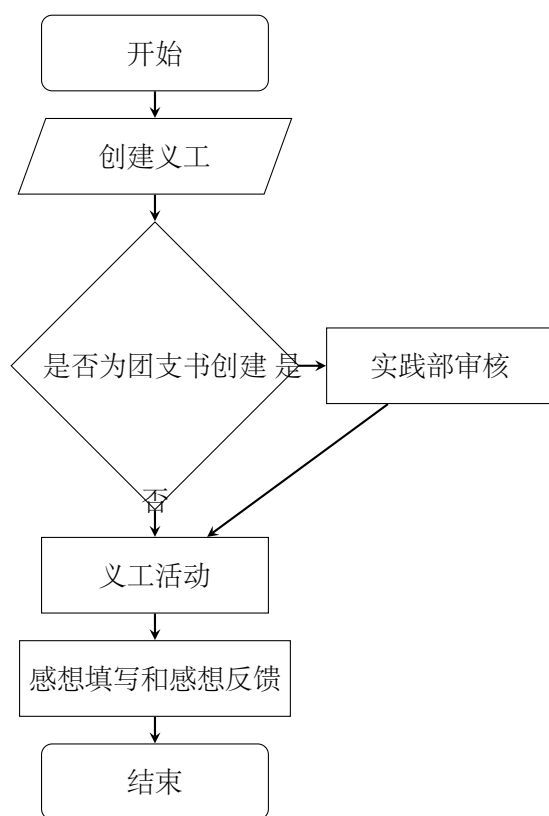 开始
创建义工
是否为团支书创建 是
实践部审核
否
义工活动
感想填写和感想反馈
结束